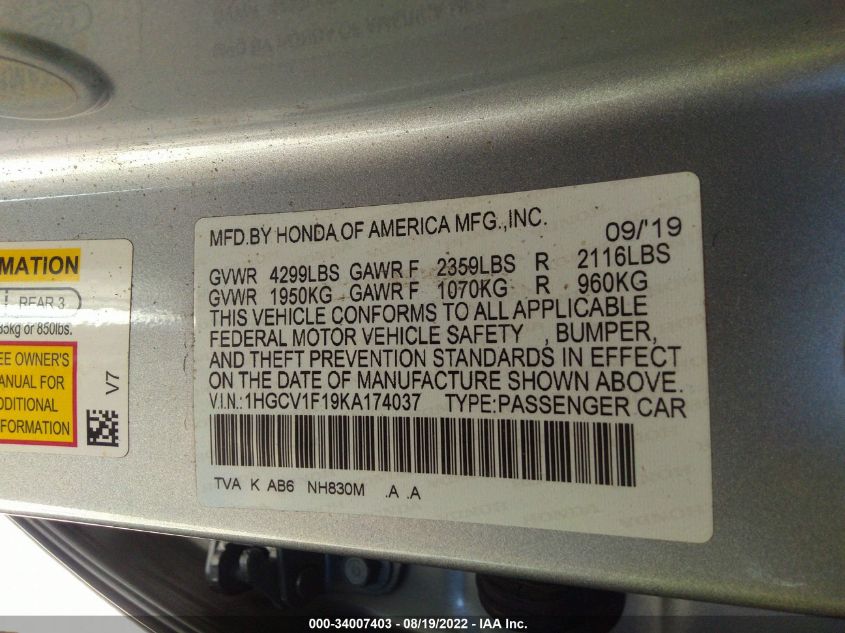 MFD.BY HONDA OF AMERICA MFG.,INC. 09/'19
GVWR 4299LBS GAWR F 2359LBS R 2116LBS
GVWR 1950KG GAWR F 1070KG R 960KG
THIS VEHICLE CONFORMS TO ALL APPLICABLE
FEDERAL MOTOR VEHICLE SAFETY , BUMPER,
AND THEFT PREVENTION STANDARDS IN EFFECT
ON THE DATE OF MANUFACTURE SHOWN ABOVE.
V.I.N.:1HGCV1F19KA174037 TYPE:PASSENGER CAR
TVA K AB6 NH830M .A .A
MATION
REAR 3
85kg or 850lbs.
EE OWNER'S
ANUAL FOR
DDITIONAL
FORMATION
V7
000-34007403 - 08/19/2022 - IAA Inc.